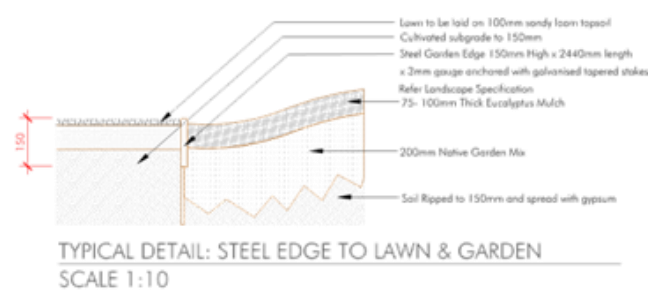 Lawn to be laid on 100mm sandy loam topsoil
Cultivated subgrade to 150mm
Steel Garden Edge 150mm High x 2440mm length
x 3mm gauge anchored with galvanised tapered stakes
Refer Landscape Specification
75- 100mm Thick Eucalyptus Mulch
150
200mm Native Garden Mix
Soil Ripped to 150mm and spread with gypsum
TYPICAL DETAIL: STEEL EDGE TO LAWN & GARDEN
SCALE 1:10